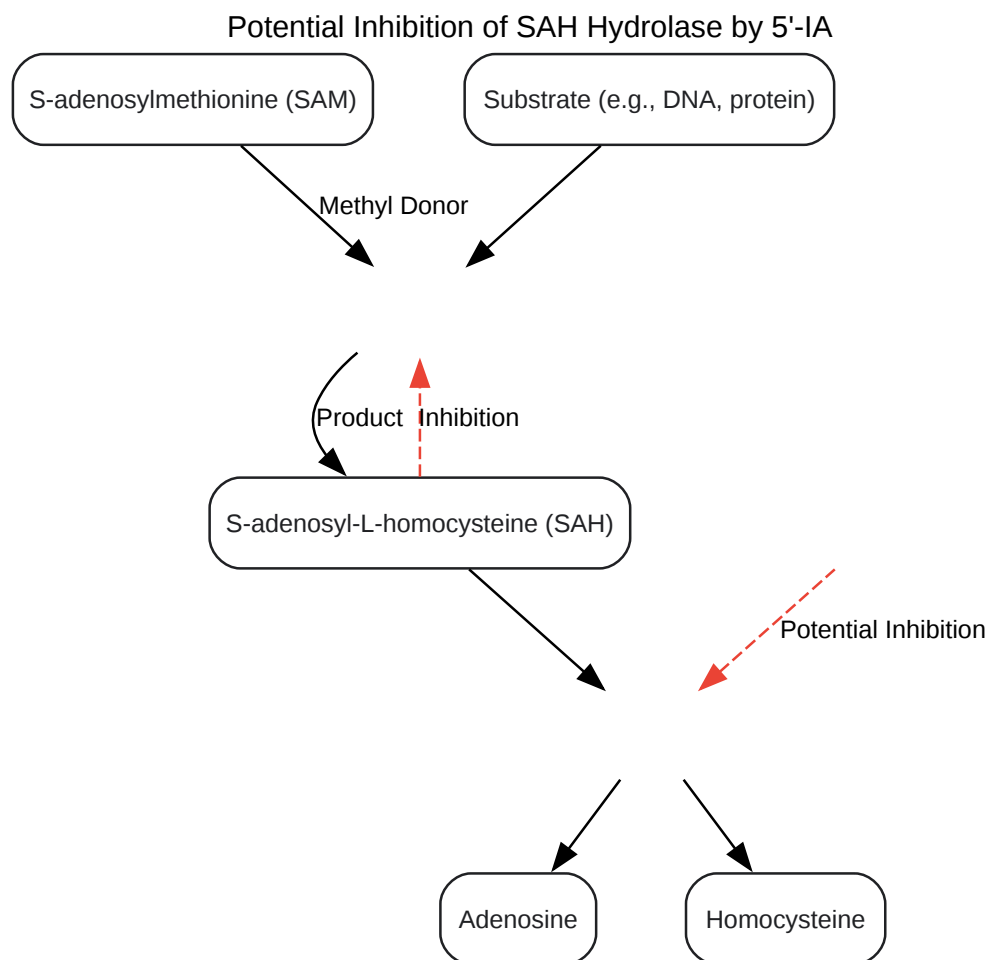 Potential Inhibition of SAH Hydrolase by 5'-IA
S-adenosylmethionine (SAM)
Substrate (e.g., DNA, protein)
Methyl Donor
Product
Inhibition
S-adenosyl-L-homocysteine (SAH)
Potential Inhibition
Adenosine
Homocysteine